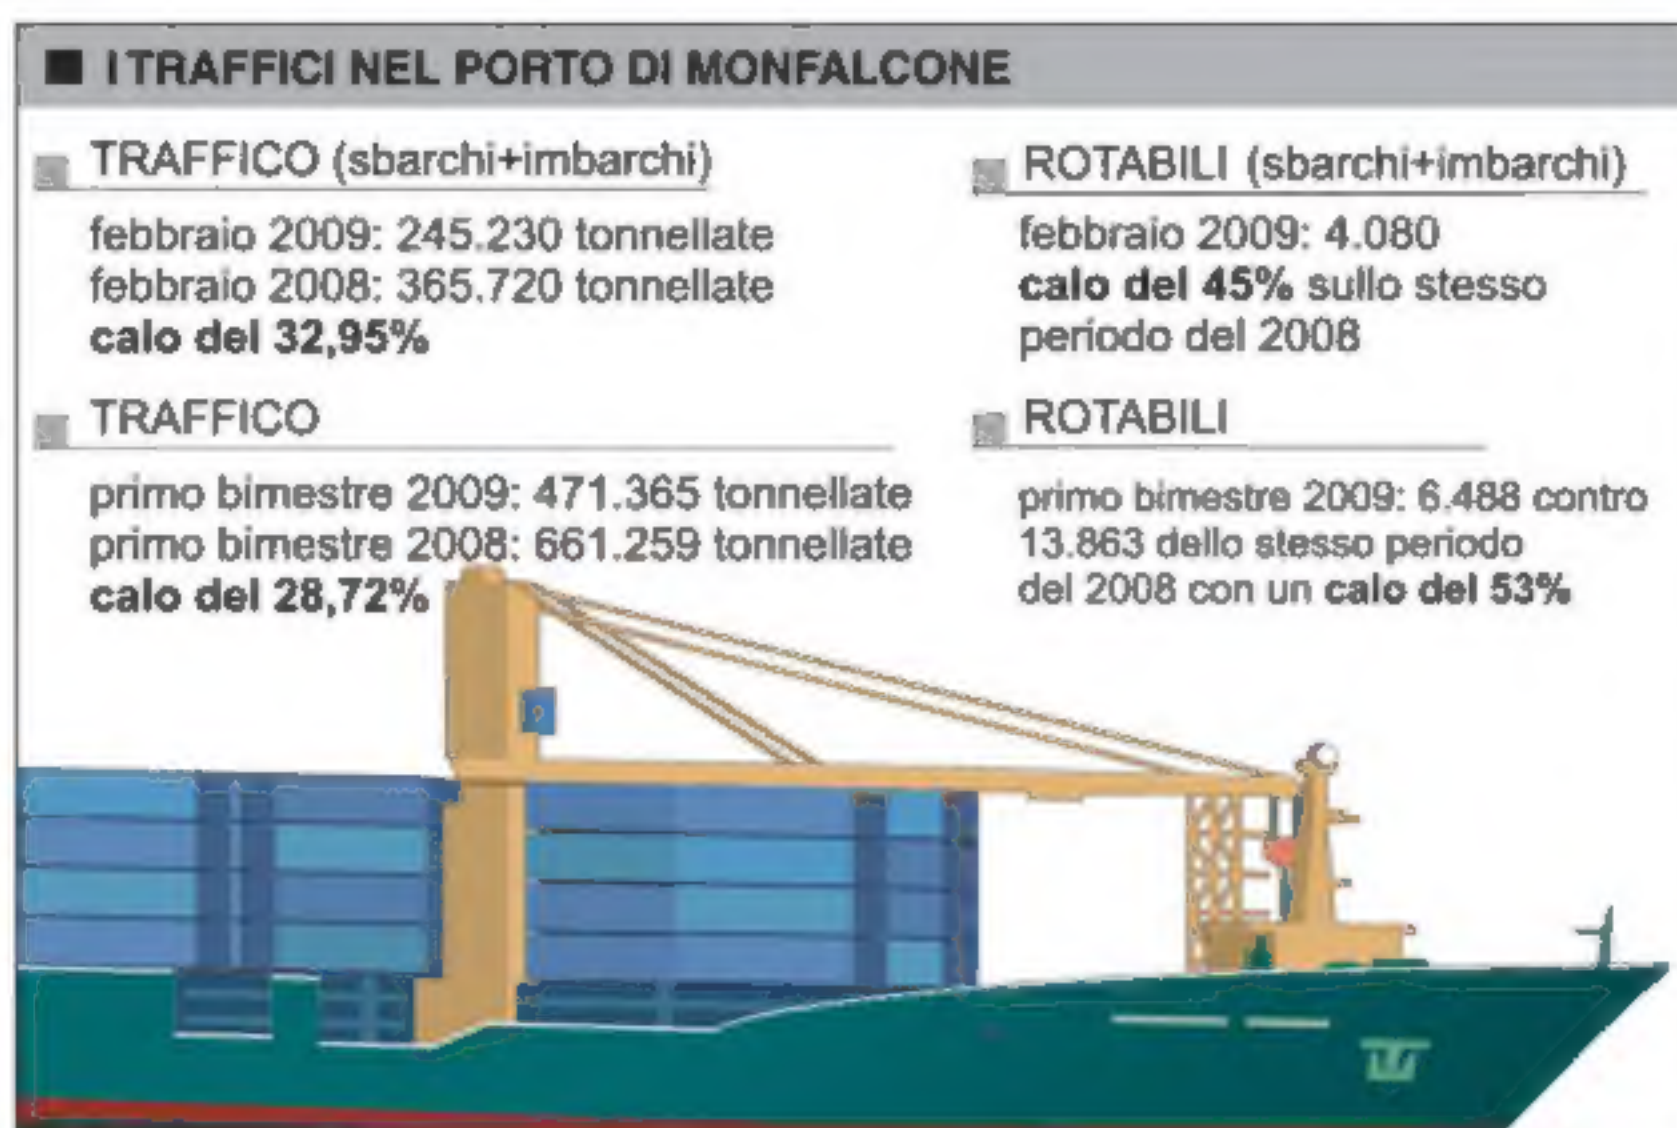 I TRAFFICI NEL PORTO DI MONFALCONE
TRAFFICO (sbarchi+imbarchi)
febbraio 2009: 245.230 tonnellate
febbraio 2008: 365.720 tonnellate
calo del 32,95%
TRAFFICO
primo bimestre 2009: 471.365 tonnellate
primo bimestre 2008: 661.259 tonnellate
calo del 28,72%
ROTABILI (sbarchi+imbarchi)
febbraio 2009: 4.080
calo del 45% sullo stesso
periodo del 2008
ROTABILI
primo bimestre 2009: 6.488 contro
13.863 dello stesso periodo
del 2008 con un calo del 53%